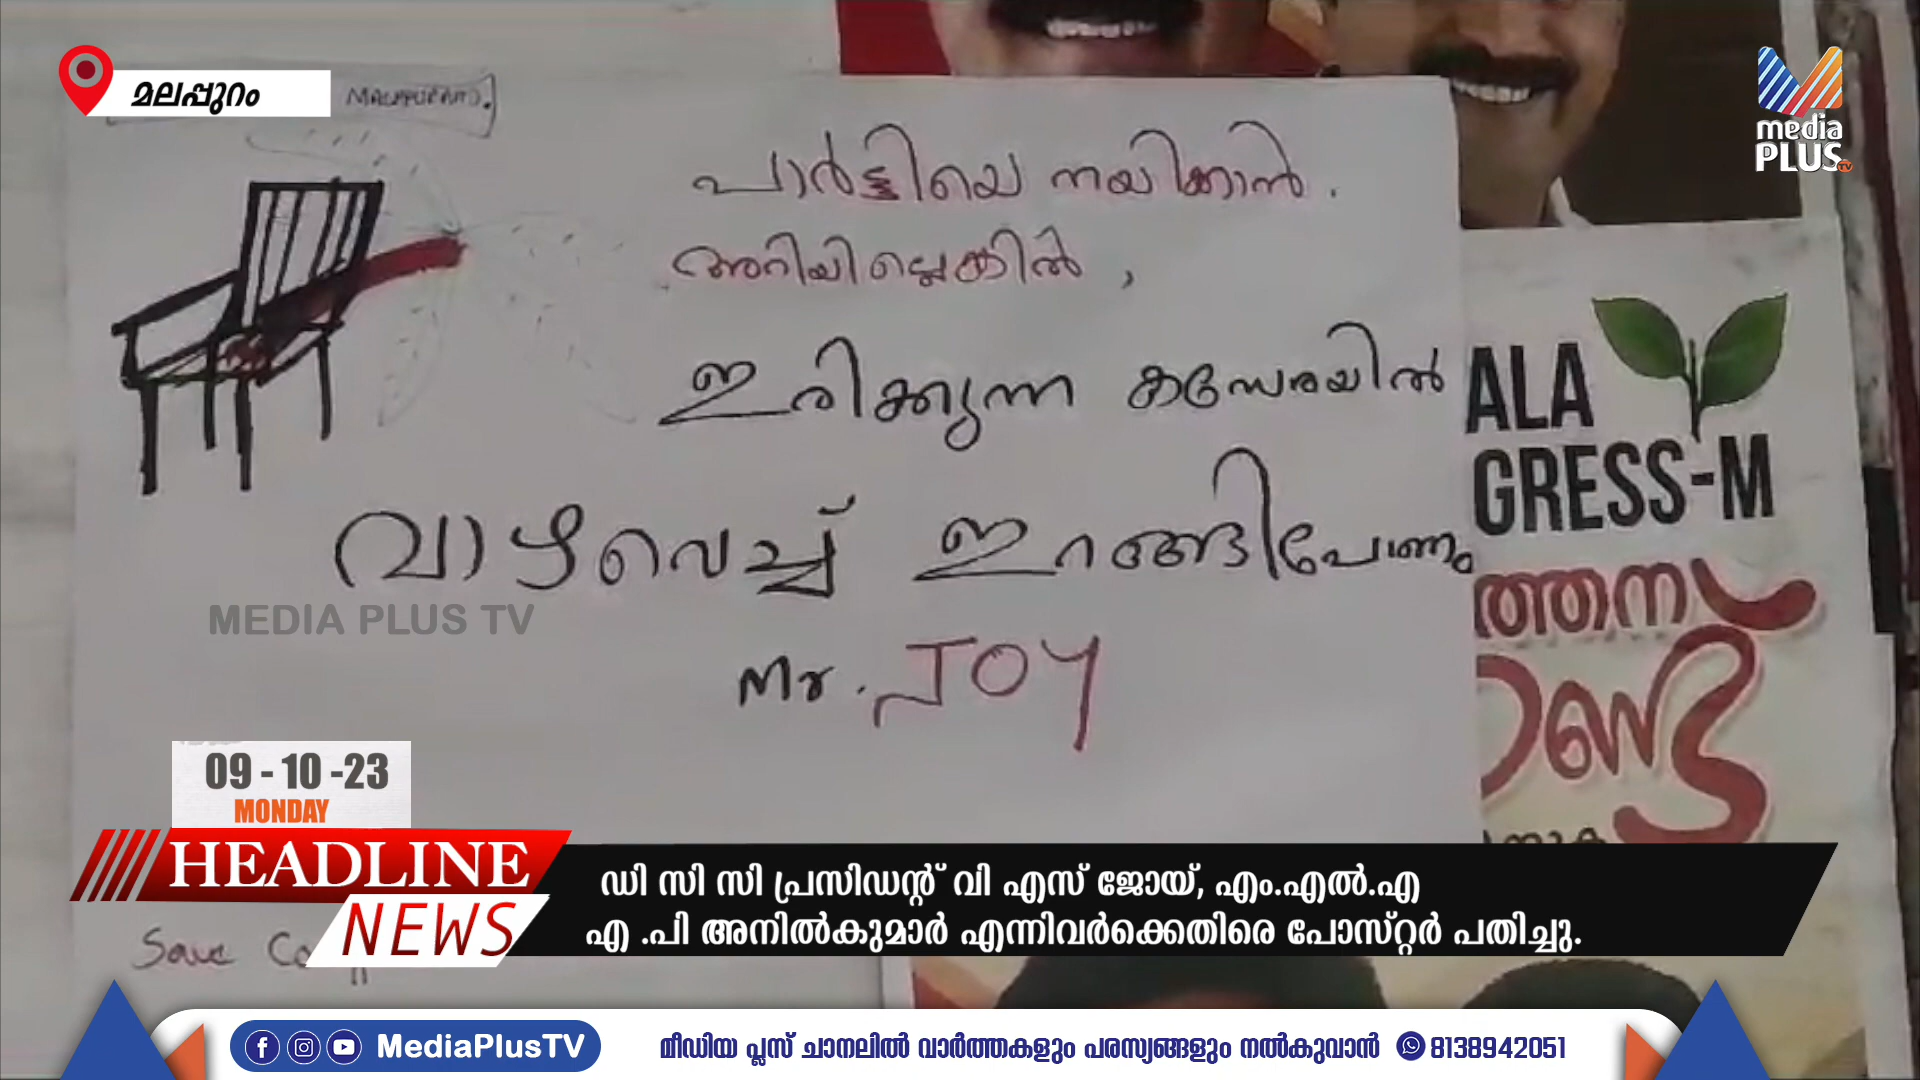 മലപ്പുറം
MALAPPURAM.
media
PLUS
TV
പാർട്ടിയെ നയിക്കാൻ.
അറിയില്ലെങ്കിൽ,
ഇരിക്കുന്ന കസേരയിൽ
വാഴവെച്ച് ഇറങ്ങിപോണം
Mr. JOY
ALA
GRESS-M
MEDIA PLUS TV
09 - 10 -23
MONDAY
HEADLINE
NEWS
ഡി സി സി പ്രസിഡന്റ് വി എസ് ജോയ്, എം.എൽ.എ
എ .പി അനിൽകുമാർ എന്നിവർക്കെതിരെ പോസ്റ്റർ പതിച്ചു.
Save
MediaPlusTV
മീഡിയ പ്ലസ് ചാനലിൽ വാർത്തകളും പരസ്യങ്ങളും നൽകുവാൻ 8138942051